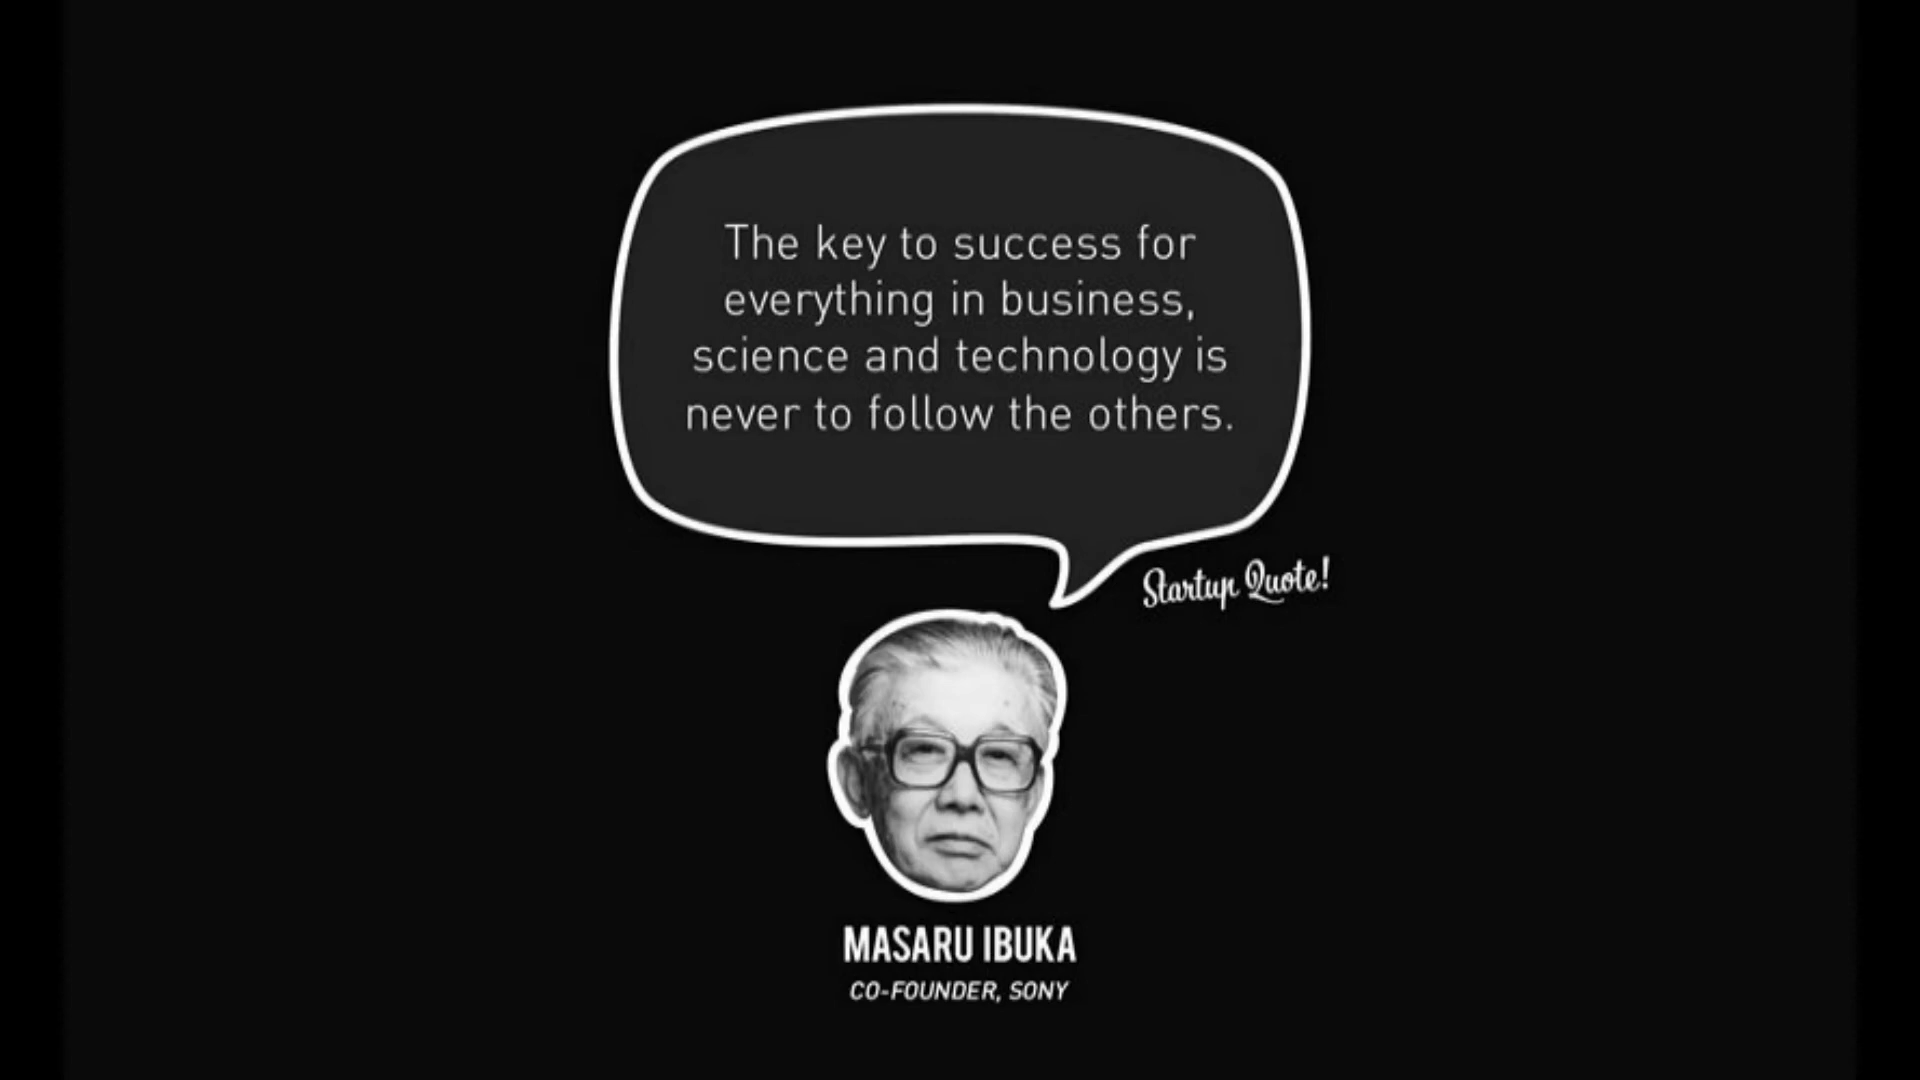 The key to success for
everything in business,
science and technology is
never to follow the others.
Startup Quote!
MASARU IBUKA
CO-FOUNDER, SONY